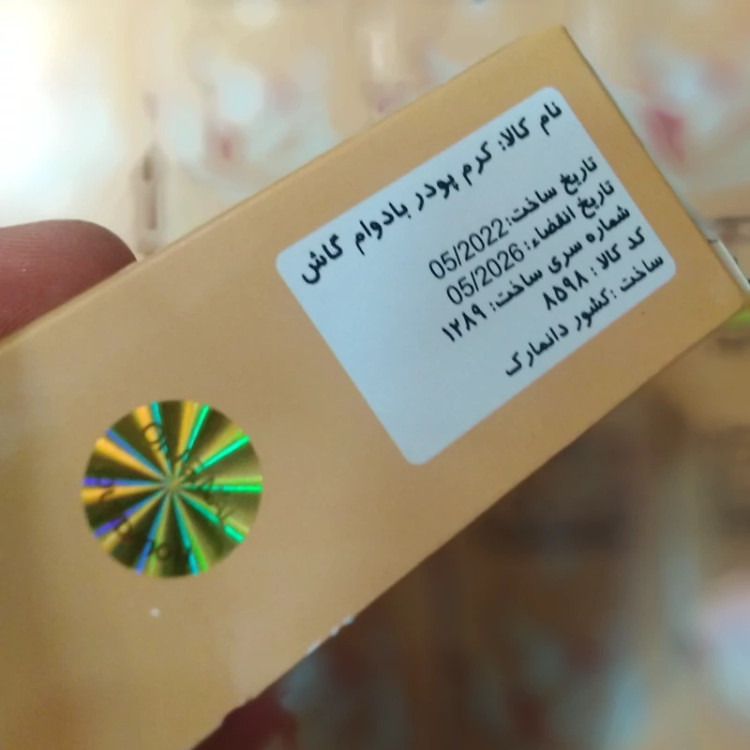 نام کالا: کرم پودر بادوام گاش
تاریخ ساخت: 05/2022
تاریخ انقضاء: 05/2026
شماره سری ساخت: ۱۲۸۹
کد کالا: ۸۵۹۸
ساخت: کشور دانمارک